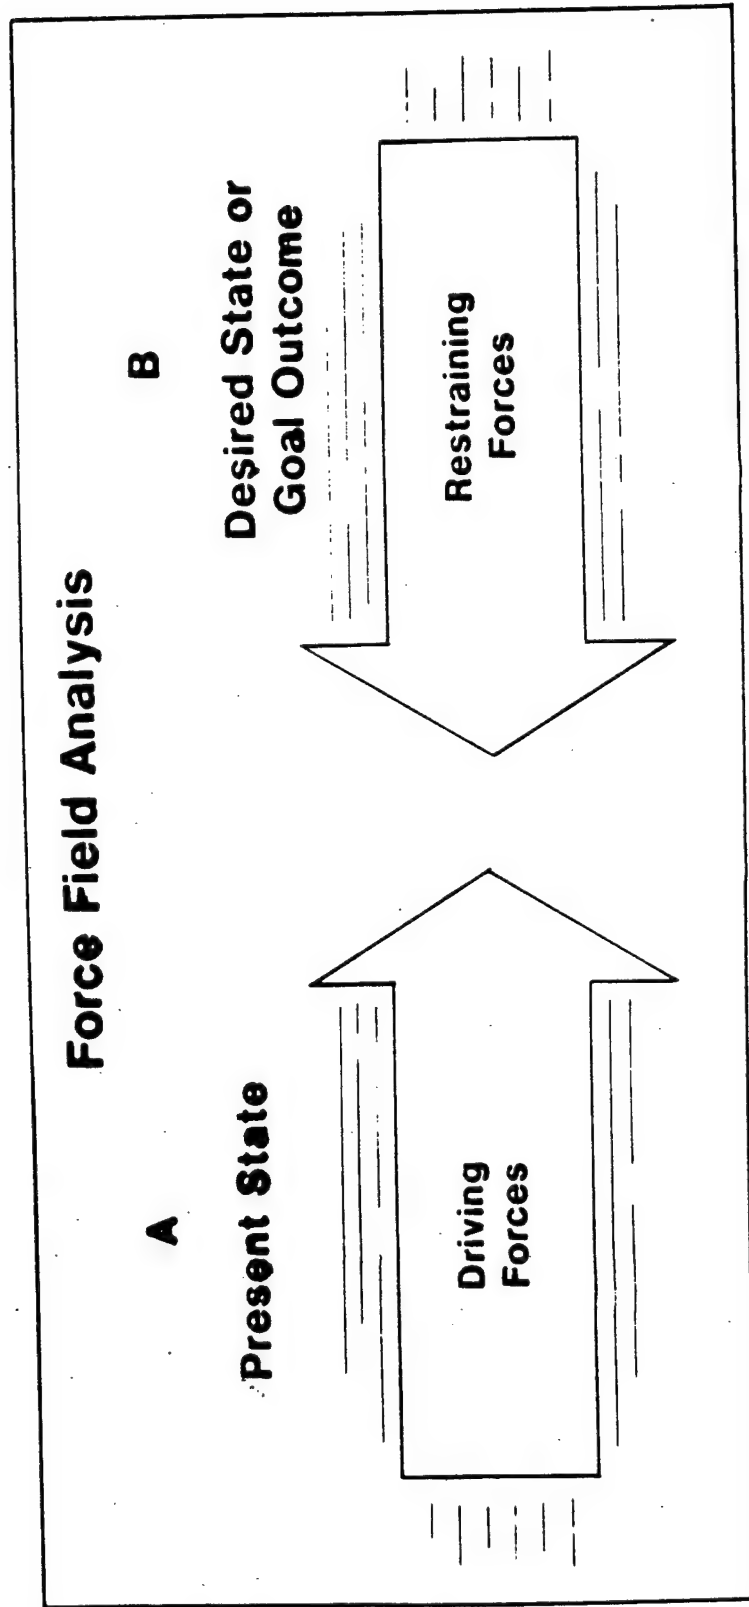 Force Field Analysis
A
Present State
B
Desired State or
Goal Outcome
Driving
Forces
Restraining
Forces